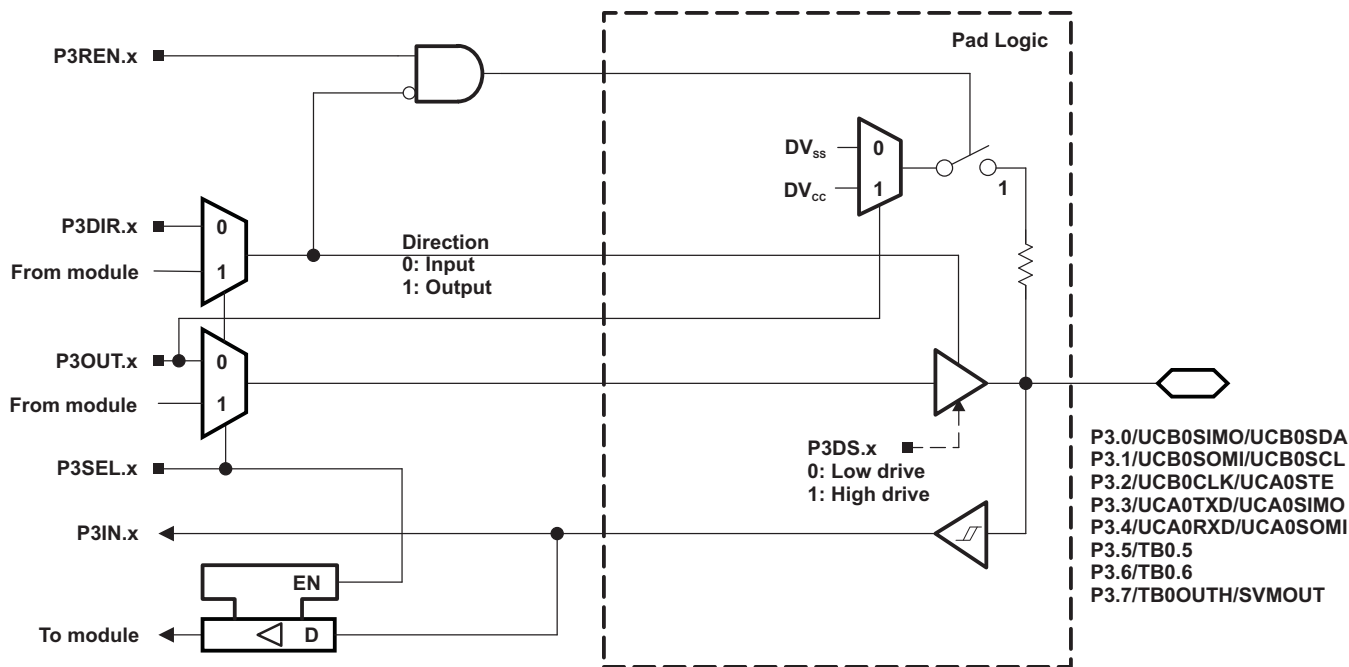 Pad Logic
P3REN.x
DVSS
0
DVCC
1
1
P3DIR.x
0
From module
1
Direction
0: Input
1: Output
P3OUT.x
0
From module
1
P3DS.x
0: Low drive
1: High drive
P3SEL.x
P3.0/UCB0SIMO/UCB0SDA
P3.1/UCB0SOMI/UCB0SCL
P3.2/UCB0CLK/UCA0STE
P3.3/UCA0TXD/UCA0SIMO
P3.4/UCA0RXD/UCA0SOMI
P3.5/TB0.5
P3.6/TB0.6
P3.7/TB0OUTH/SVMOUT
P3IN.x
EN
To module
D